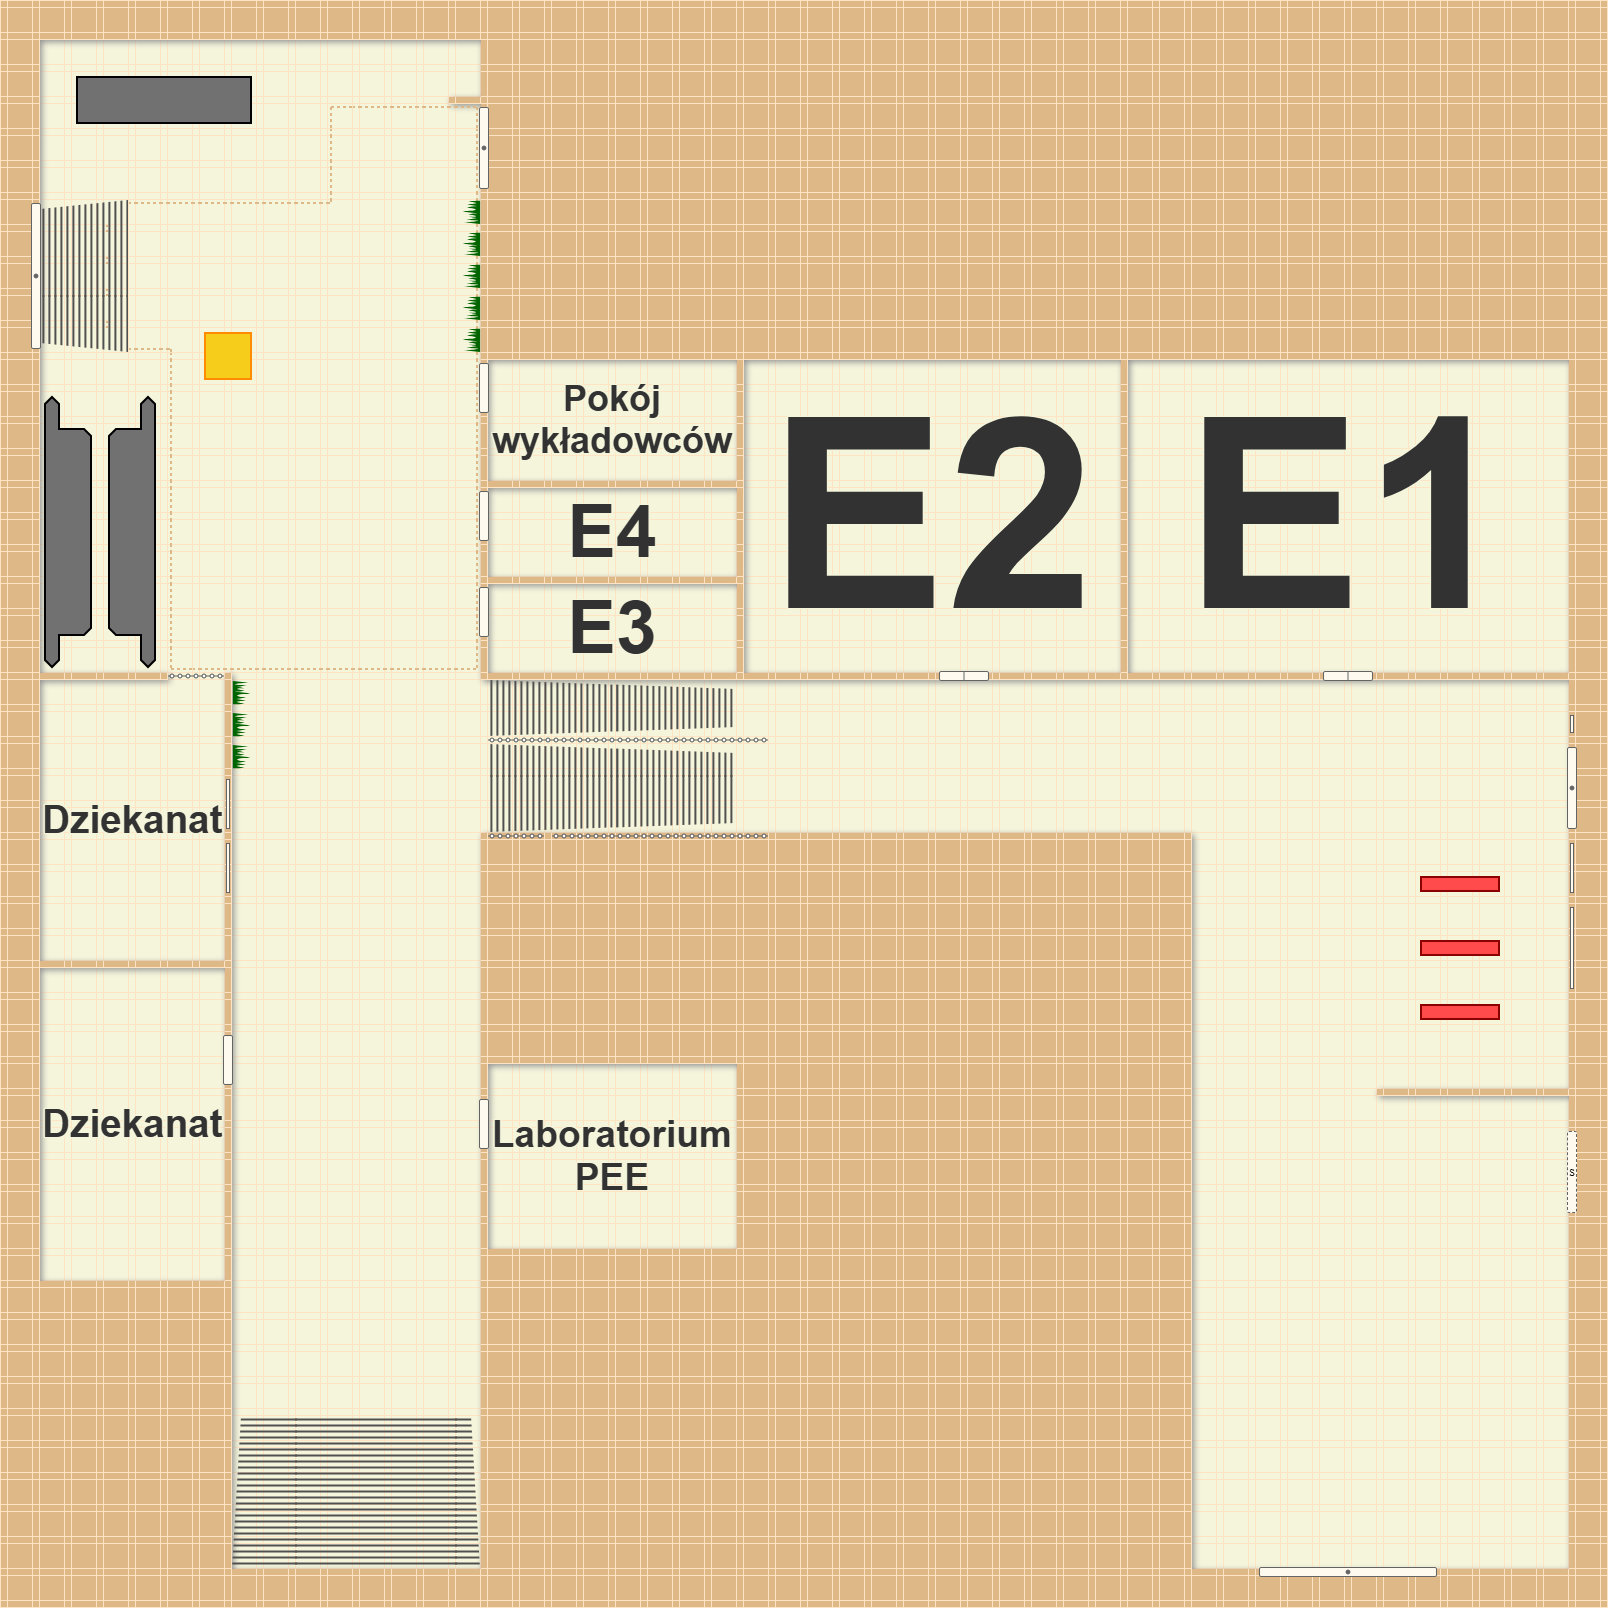 Pokój
wykładowców
E2
E1
E4
E3
Dziekanat
Dziekanat
Laboratorium
PEE
s